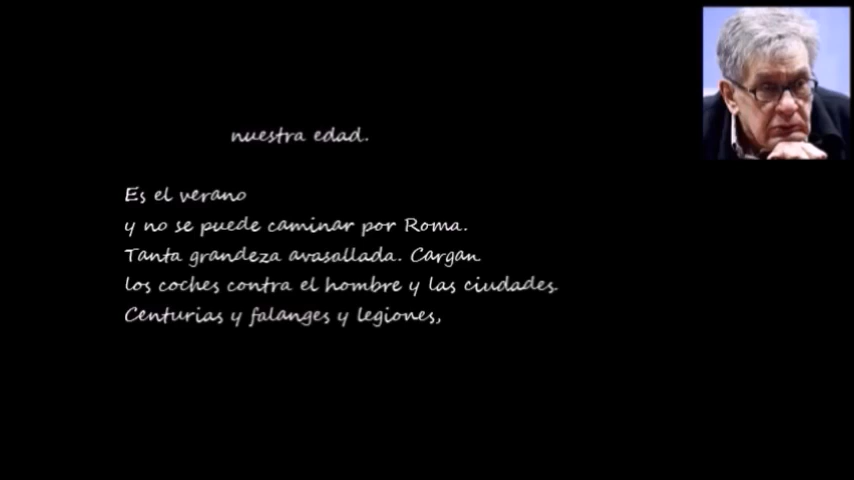 nuestra edad.
Es el verano
y no se puede caminar por Roma.
Tanta grandeza avasallada. Cargan
los coches contra el hombre y las ciudades.
Centurias y falanges y legiones,